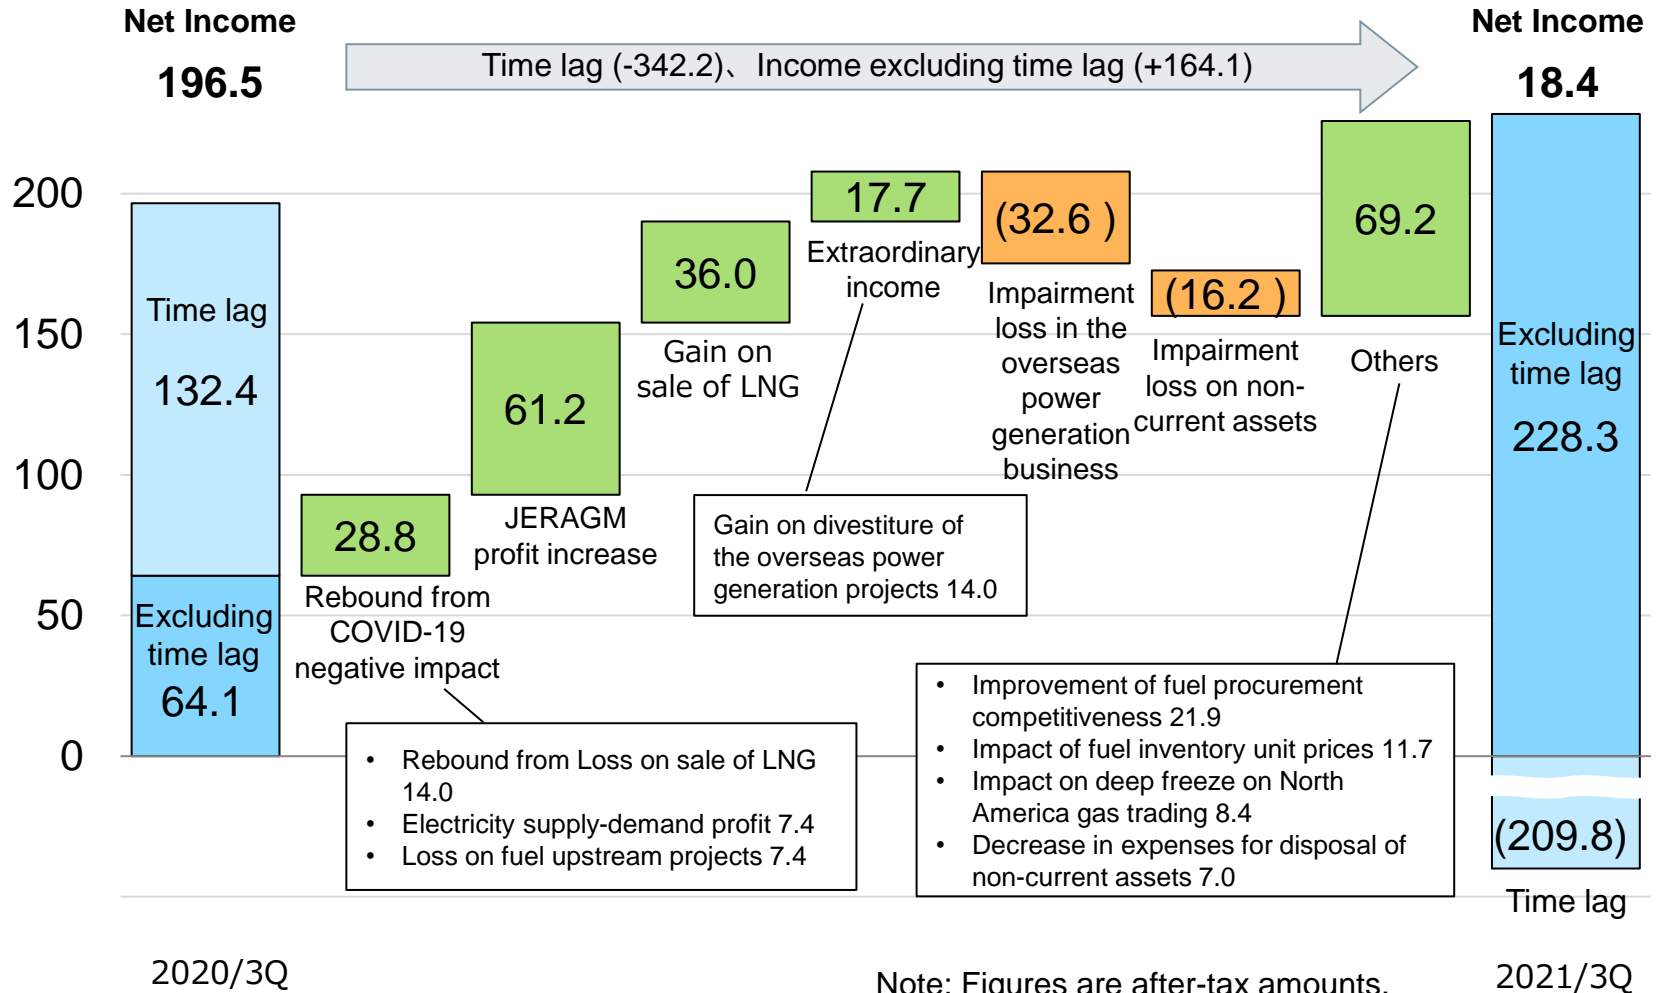 Net Income
196.5
Time lag (-342.2)、Income excluding time lag (+164.1)
Net Income
18.4
200
150
100
50
0
Time lag
132.4
Excluding
time lag
64.1
28.8
Rebound from
COVID-19
negative impact
61.2
JERAGM
profit increase
36.0
Gain on
sale of LNG
17.7
Extraordinary
income
(32.6 )
Impairment
loss in the
overseas
power
generation
business
(16.2 )
Impairment
loss on non-
current assets
69.2
Others
Excluding
time lag
228.3
(209.8)
Time lag
Gain on divestiture of
the overseas power
generation projects 14.0
• Rebound from Loss on sale of LNG
14.0
• Electricity supply-demand profit 7.4
• Loss on fuel upstream projects 7.4
• Improvement of fuel procurement
competitiveness 21.9
• Impact of fuel inventory unit prices 11.7
• Impact on deep freeze on North
America gas trading 8.4
• Decrease in expenses for disposal of
non-current assets 7.0
2020/3Q
Note: Figures are after-tax amounts.
2021/3Q